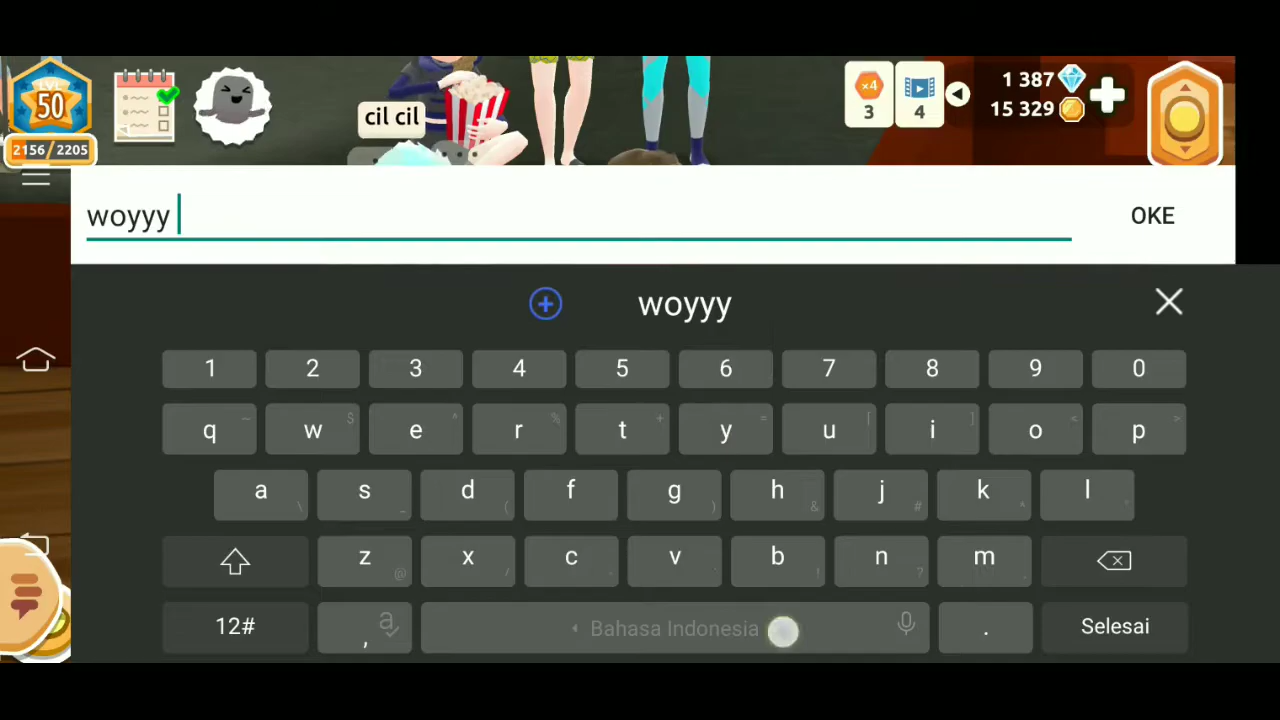 LVL
50
2156/2205
cil cil
x4
3
4
1 387
15 329
woyyy
OKE
woyyy
1 2 3 4 5 6 7 8 9 0
q w e r t y u i o p
a s d f g h j k l
z x c v b n m
12# , Bahasa Indonesia . Selesai